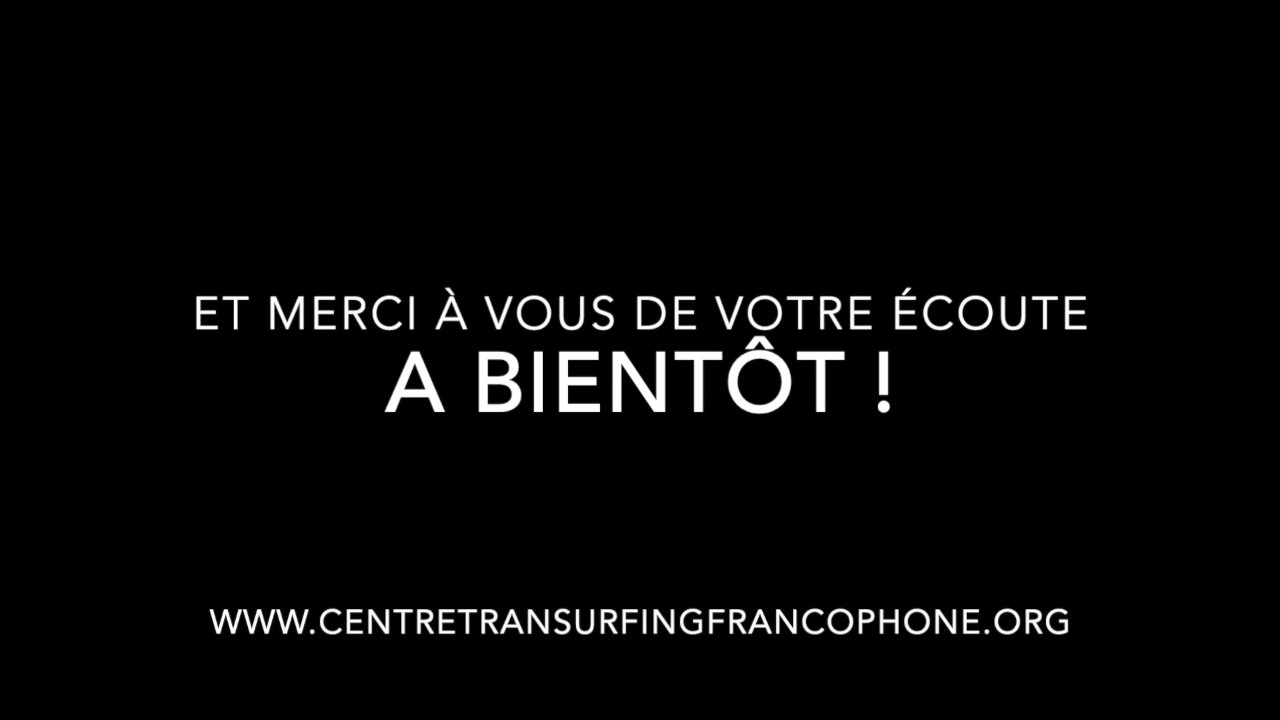 ET MERCI À VOUS DE VOTRE ÉCOUTE
A BIENTÔT !
WWW.CENTRETRANSURFINGFRANCOPHONE.ORG